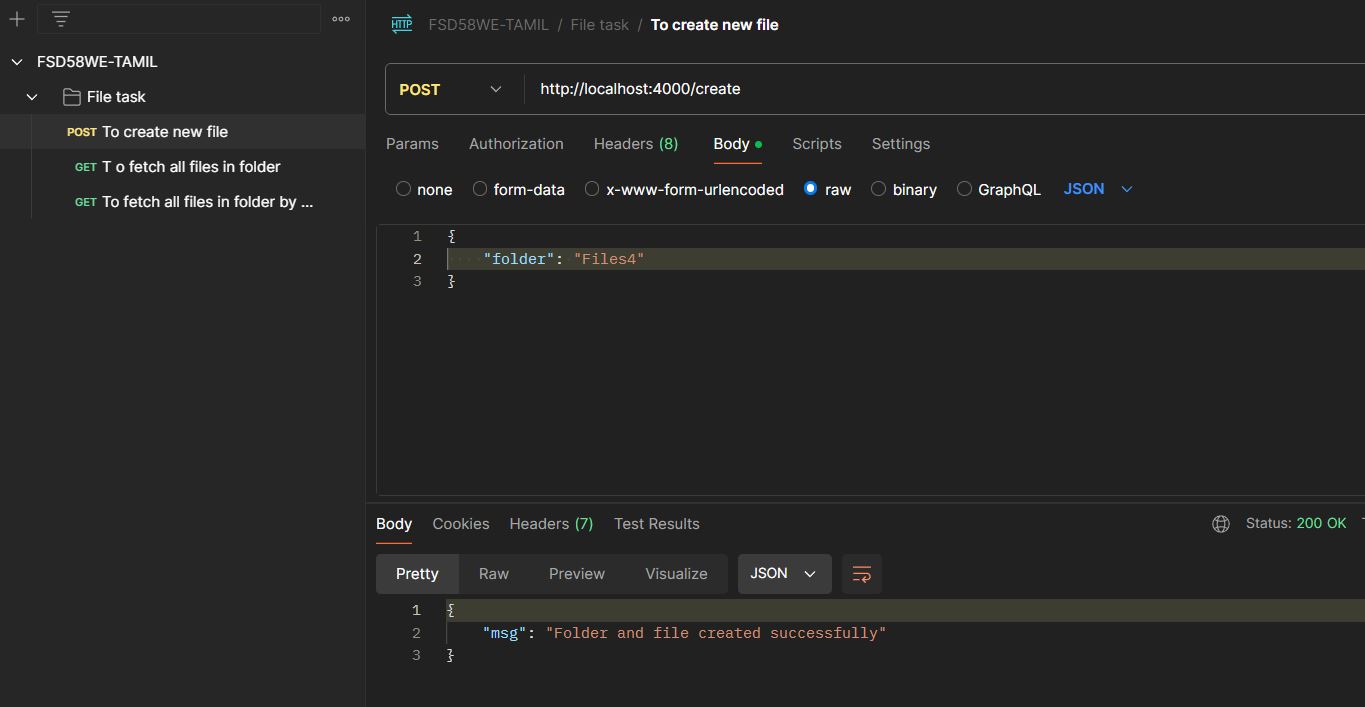 FSD58WE-TAMIL
File task
POST To create new file
GET T o fetch all files in folder
GET To fetch all files in folder by ...
HTTP FSD58WE-TAMIL / File task / To create new file
POST http://localhost:4000/create
Params Authorization Headers (8) Body Scripts Settings
none form-data x-www-form-urlencoded raw binary GraphQL JSON
1 {
2 "folder": "Files4"
3 }
Body Cookies Headers (7) Test Results Status: 200 OK
Pretty Raw Preview Visualize JSON
1 {
2 "msg": "Folder and file created successfully"
3 }